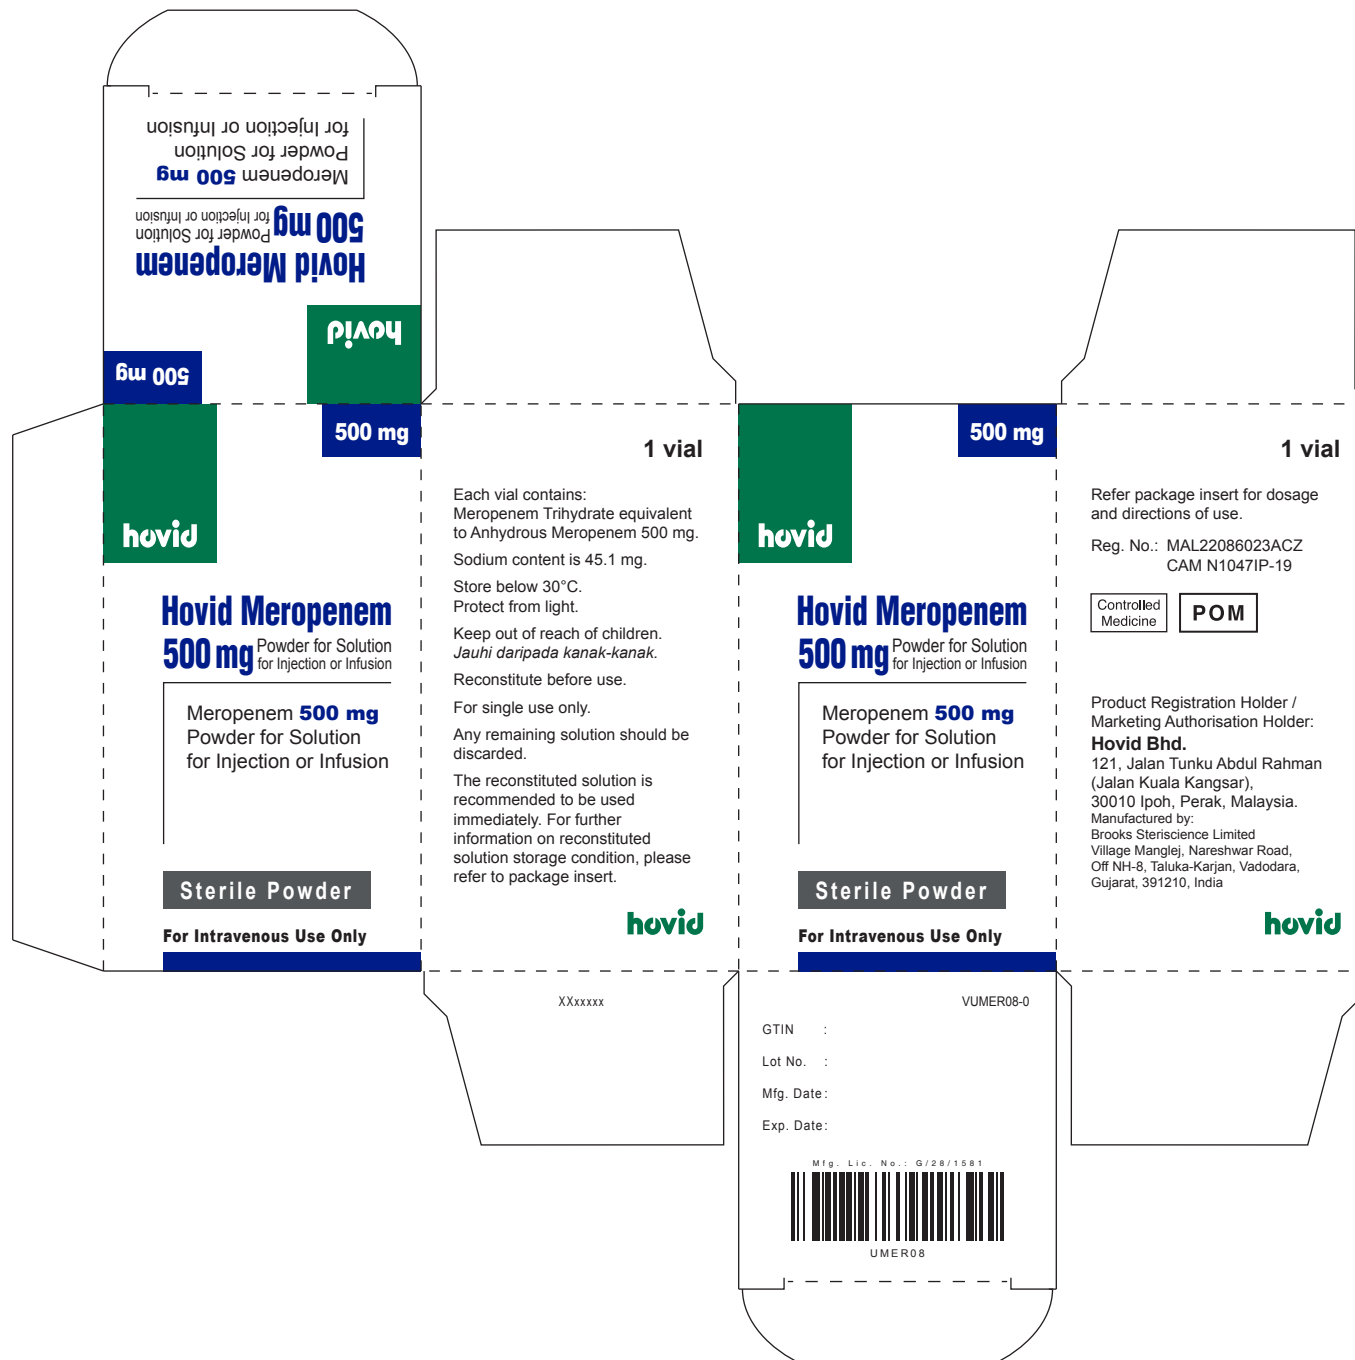 for Injection or Infusion
Powder for Solution
Meropenem 500 mg
for Injection or Infusion
Powder for Solution
500 mg
Hovid Meropenem
hovid
500 mg
hovid
500 mg
Hovid Meropenem
500 mg Powder for Solution
for Injection or Infusion
Meropenem 500 mg
Powder for Solution
for Injection or Infusion
Sterile Powder
For Intravenous Use Only
1 vial
Each vial contains:
Meropenem Trihydrate equivalent
to Anhydrous Meropenem 500 mg.
Sodium content is 45.1 mg.
Store below 30°C.
Protect from light.
Keep out of reach of children.
Jauhi daripada kanak-kanak.
Reconstitute before use.
For single use only.
Any remaining solution should be
discarded.
The reconstituted solution is
recommended to be used
immediately. For further
information on reconstituted
solution storage condition, please
refer to package insert.
hovid
XXxxxxx
hovid
500 mg
Hovid Meropenem
500 mg Powder for Solution
for Injection or Infusion
Meropenem 500 mg
Powder for Solution
for Injection or Infusion
Sterile Powder
For Intravenous Use Only
1 vial
Refer package insert for dosage
and directions of use.
Reg. No.: MAL22086023ACZ
CAM N1047IP-19
Controlled
Medicine
POM
Product Registration Holder /
Marketing Authorisation Holder:
Hovid Bhd.
121, Jalan Tunku Abdul Rahman
(Jalan Kuala Kangsar),
30010 Ipoh, Perak, Malaysia.
Manufactured by:
Brooks Steriscience Limited
Village Manglej, Nareshwar Road,
Off NH-8, Taluka-Karjan, Vadodara,
Gujarat, 391210, India
hovid
VUMER08-0
GTIN :
Lot No. :
Mfg. Date :
Exp. Date :
Mfg. Lic. No.: G/28/1581
UMER08